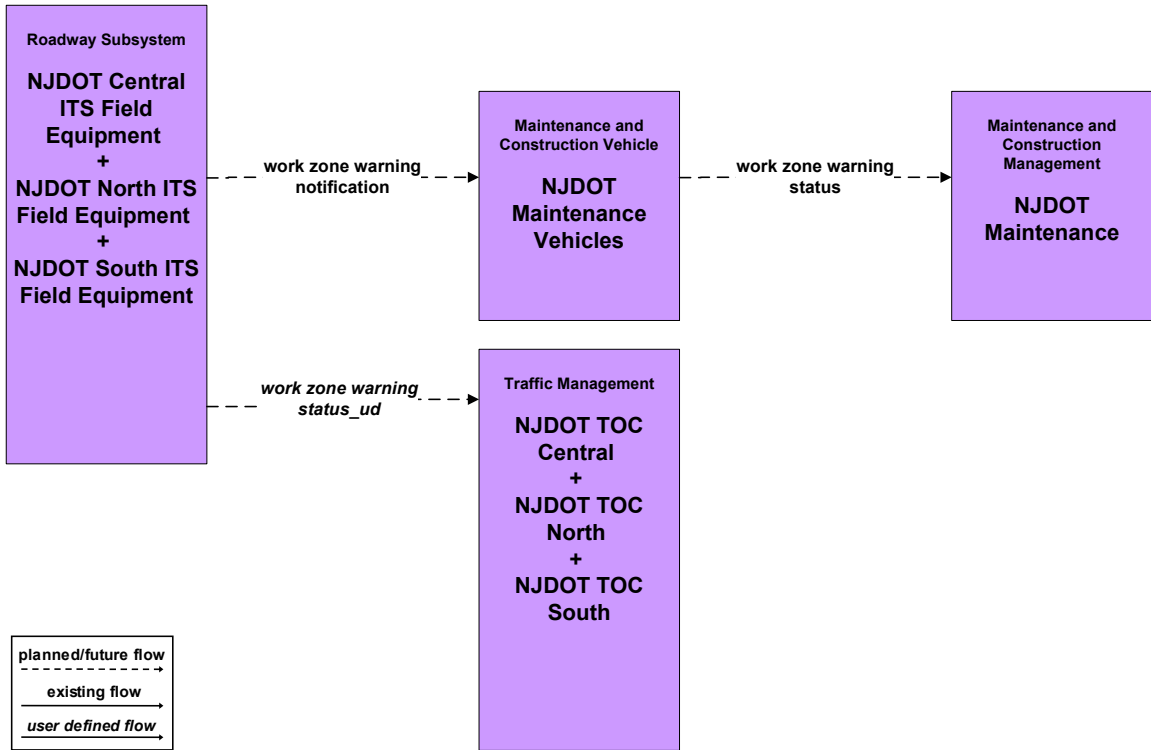 Roadway Subsystem
NJDOT Central
ITS Field
Equipment
+
NJDOT North ITS
Field Equipment
+
NJDOT South ITS
Field Equipment
work zone warning
notification
Maintenance and
Construction Vehicle
NJDOT
Maintenance
Vehicles
work zone warning
status
Maintenance and
Construction
Management
NJDOT
Maintenance
work zone warning
status_ud
Traffic Management
NJDOT TOC
Central
+
NJDOT TOC
North
+
NJDOT TOC
South
planned/future flow
existing flow
user defined flow